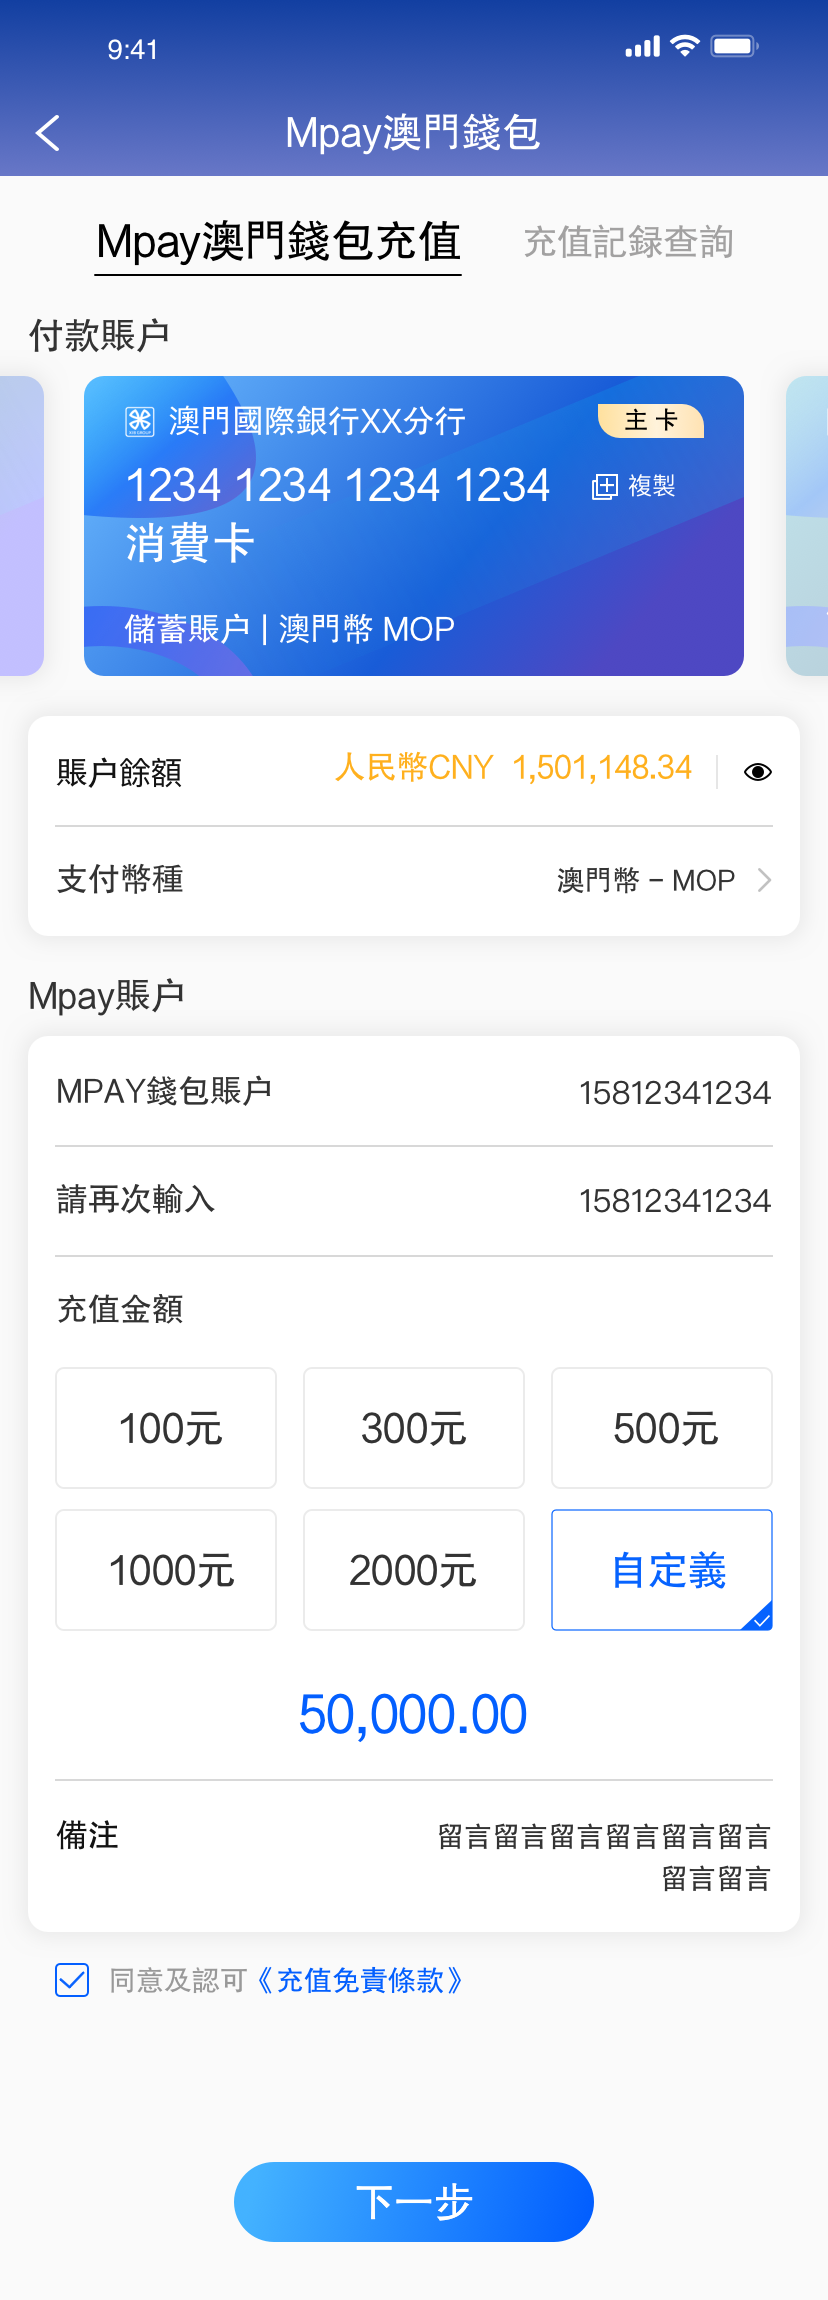 9:41
Mpay澳門錢包
Mpay澳門錢包充值
充值記録查詢
付款賬户
澳門國際銀行XX分行
主卡
1234 1234 1234 1234
複製
消費卡
儲蓄賬户 | 澳門幣 MOP
賬户餘額
人民幣CNY 1,501,148.34
支付幣種
澳門幣 – MOP
Mpay賬户
MPAY錢包賬户
15812341234
請再次輸入
15812341234
充值金額
100元
300元
500元
1000元
2000元
自定義
50,000.00
備注
留言留言留言留言留言留言
留言留言
同意及認可《充值免責條款》
下一步